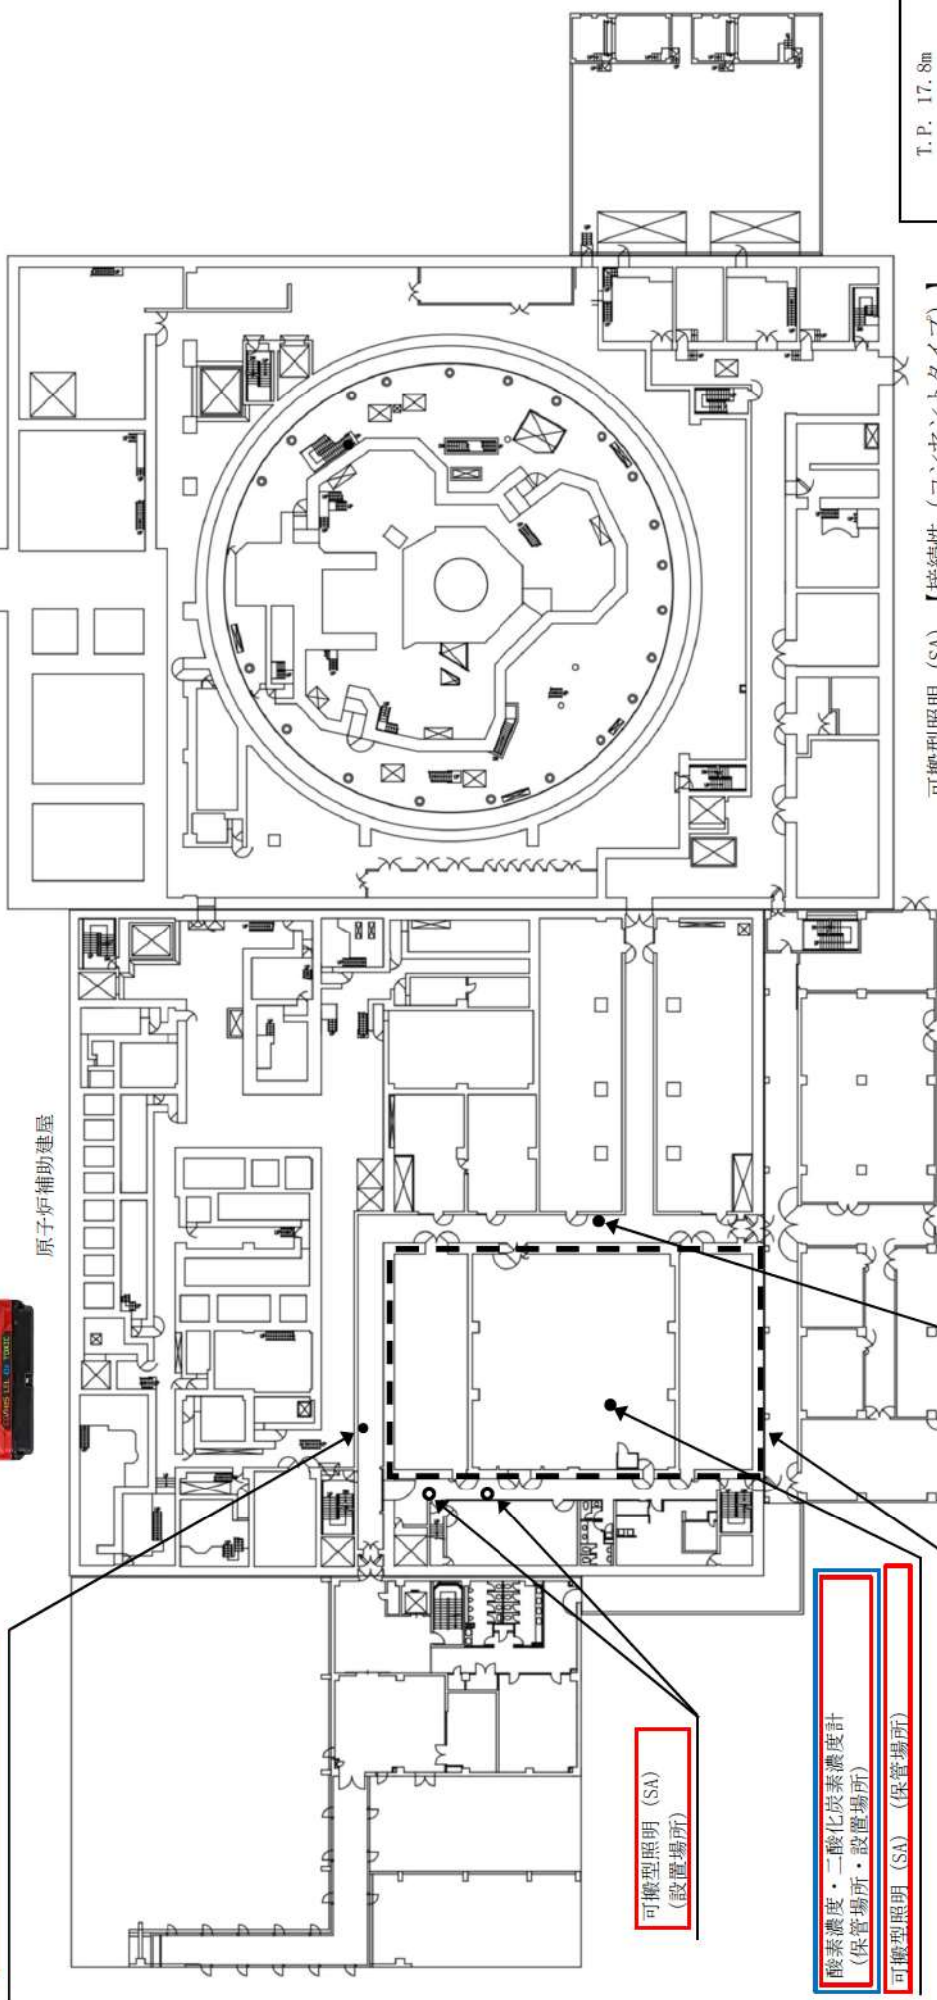 T.P. 17.8m
原子炉補助建屋
可搬型照明（SA）
（設置場所）
酸素濃度・二酸化炭素濃度計
（保管場所・設置場所）
可搬型照明（SA）（保管場所）
可搬型照明（SA）【接続性（コンセントタイプ）】